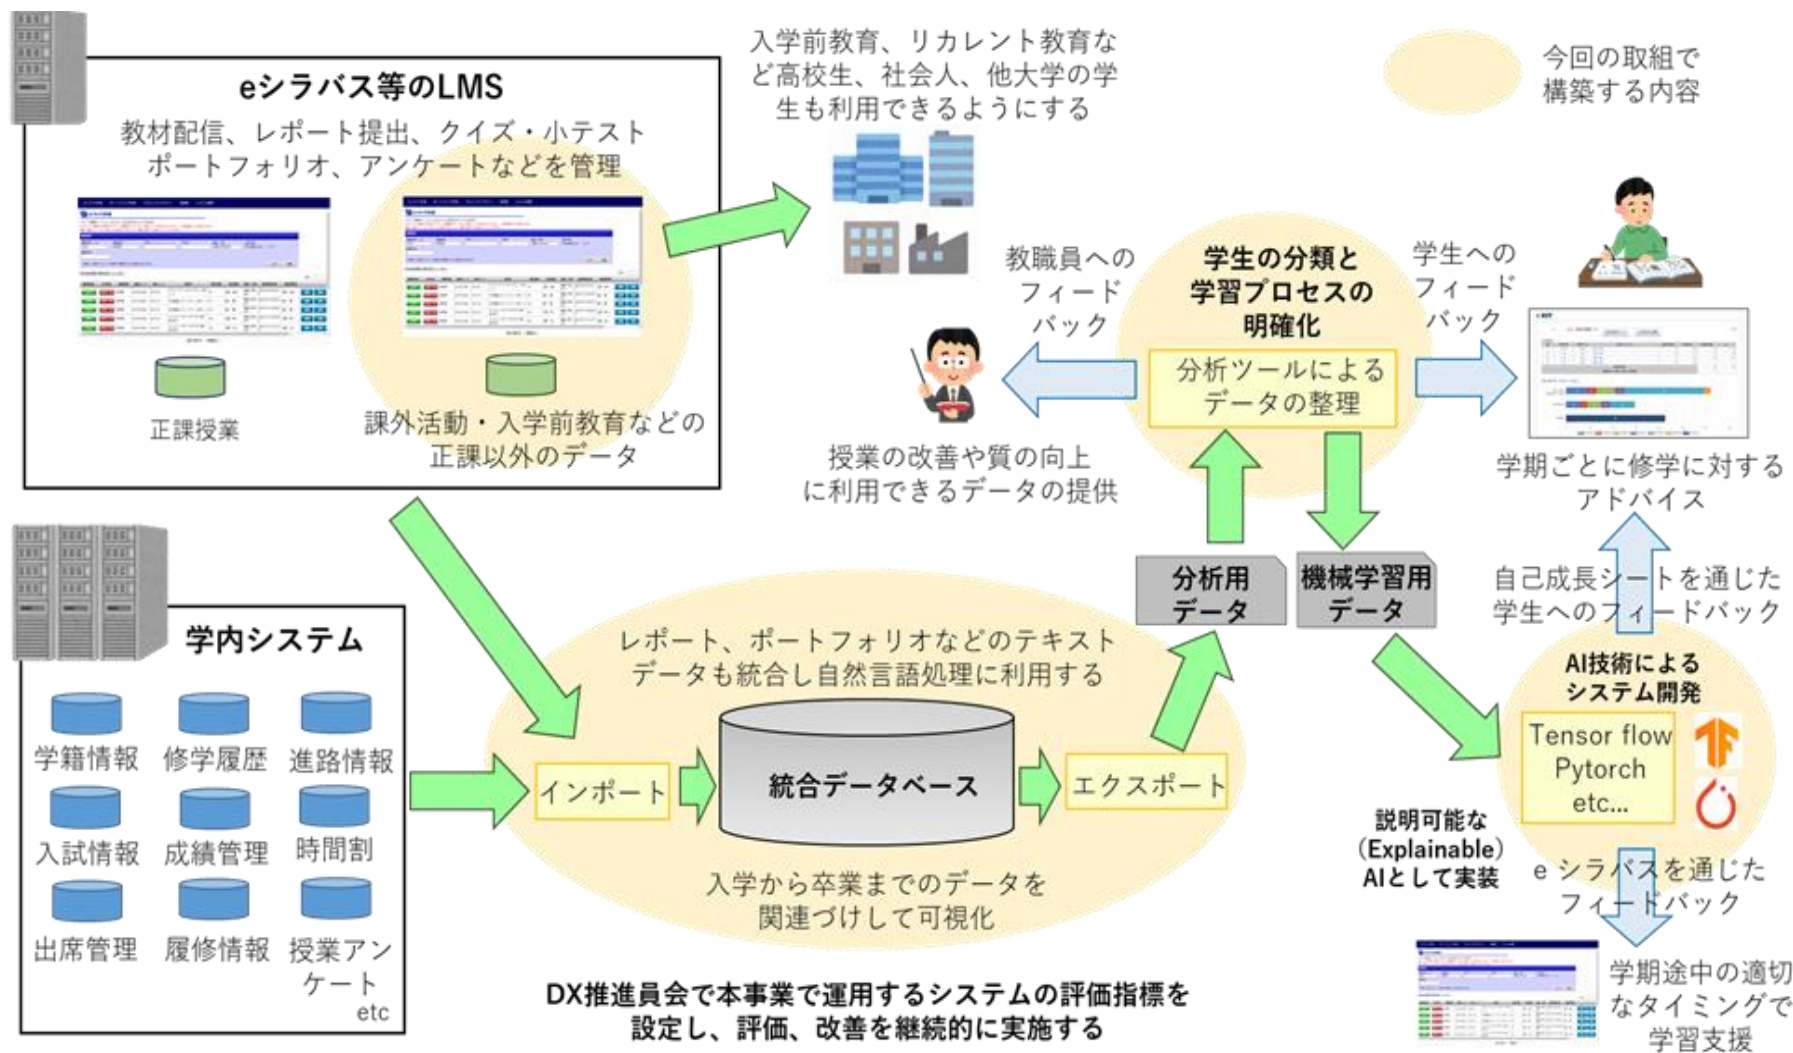 eシラバス等のLMS
教材配信、レポート提出、クイズ・小テスト
ポートフォリオ、アンケートなどを管理
正課授業
課外活動・入学前教育などの
正課以外のデータ
入学前教育、リカレント教育な
ど高校生、社会人、他大学の学
生も利用できるようにする
今回の取組で
構築する内容
教職員への
フィード
バック
学生の分類と
学習プロセスの
明確化
分析ツールによる
データの整理
学生への
フィード
バック
授業の改善や質の向上
に利用できるデータの提供
学期ごとに修学に対する
アドバイス
分析用
データ
機械学習用
データ
自己成長シートを通じた
学生へのフィードバック
学内システム
学籍情報
修学履歴
進路情報
入試情報
成績管理
時間割
出席管理
履修情報
授業アン
ケート
etc
レポート、ポートフォリオなどのテキスト
データも統合し自然言語処理に利用する
インポート
統合データベース
エクスポート
入学から卒業までのデータを
関連づけして可視化
AI技術による
システム開発
Tensor flow
Pytorch
etc...
説明可能な
（Explainable）
AIとして実装
e シラバスを通じた
フィードバック
学期途中の適切
なタイミングで
学習支援
DX推進員会で本事業で運用するシステムの評価指標を
設定し、評価、改善を継続的に実施する